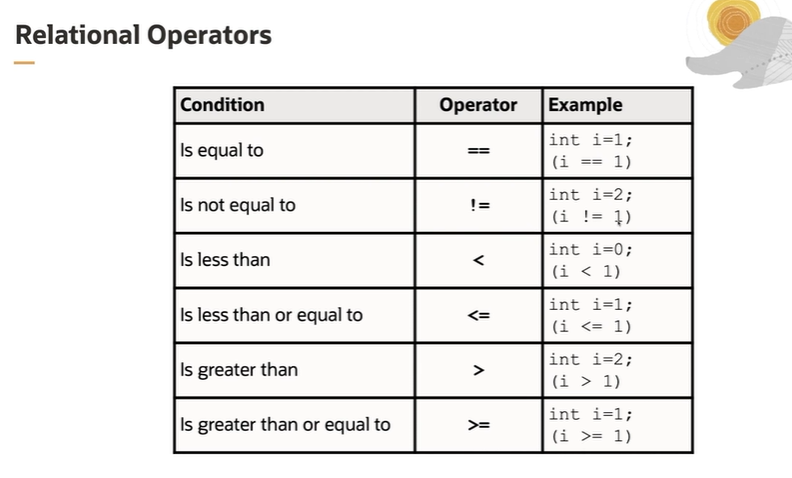 Relational Operators
Condition Operator Example
Is equal to == int i=1;
(i == 1)
Is not equal to != int i=2;
(i != 1)
Is less than < int i=0;
(i < 1)
Is less than or equal to <= int i=1;
(i <= 1)
Is greater than > int i=2;
(i > 1)
Is greater than or equal to >= int i=1;
(i >= 1)